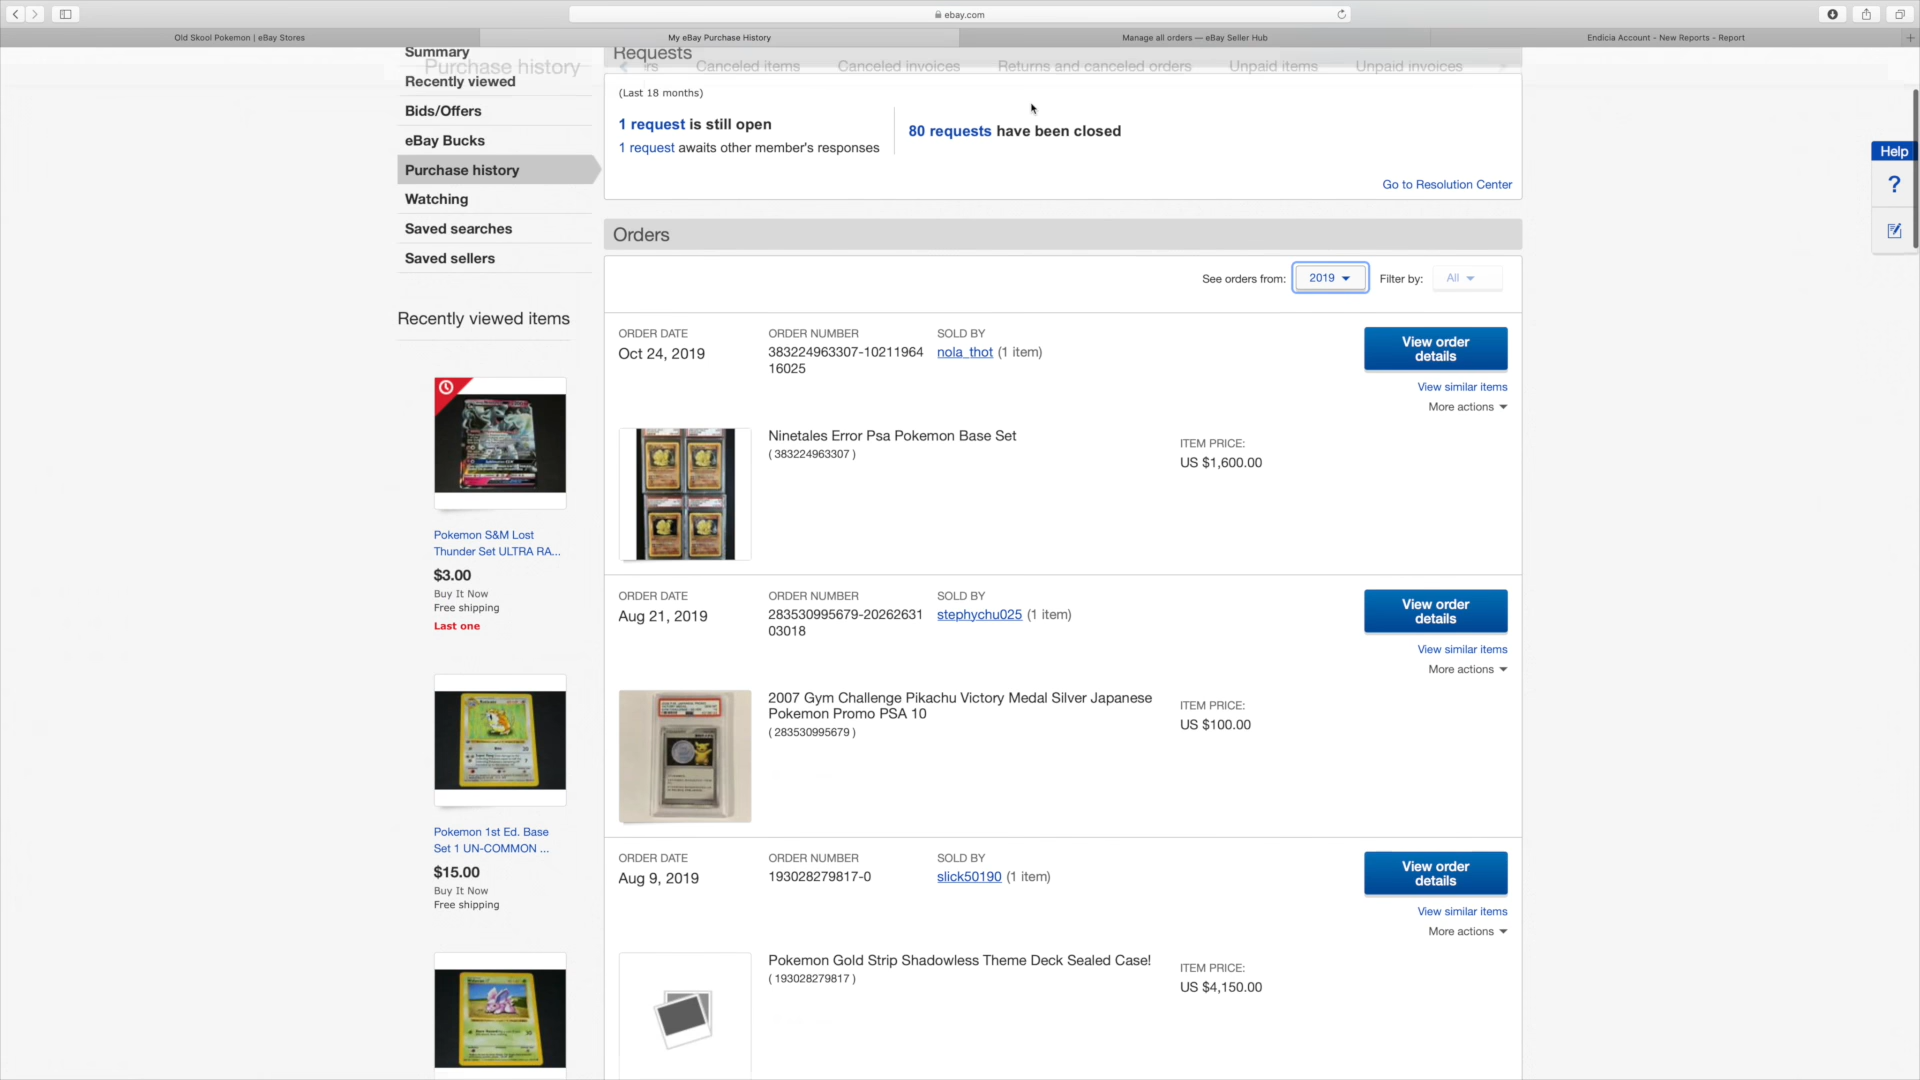 ebay.com
Old Skool Pokemon | eBay Stores
My eBay Purchase History
Manage all orders — eBay Seller Hub
Endicia Account - New Reports - Report
Summary
Purchase history
Recently viewed
Bids/Offers
eBay Bucks
Purchase history
Watching
Saved searches
Saved sellers
Recently viewed items
Pokemon S&M Lost
Thunder Set ULTRA RA...
$3.00
Buy It Now
Free shipping
Last one
Pokemon 1st Ed. Base
Set 1 UN-COMMON ...
$15.00
Buy It Now
Free shipping
Requests
Canceled items
Canceled invoices
Returns and canceled orders
Unpaid items
Unpaid invoices
(Last 18 months)
1 request is still open
1 request awaits other member's responses
80 requests have been closed
Go to Resolution Center
Orders
See orders from: 2019 Filter by: All
ORDER DATE
Oct 24, 2019
ORDER NUMBER
383224963307-10211964
16025
SOLD BY
nola_thot (1 item)
View order
details
View similar items
More actions
Ninetales Error Psa Pokemon Base Set
( 383224963307 )
ITEM PRICE:
US $1,600.00
ORDER DATE
Aug 21, 2019
ORDER NUMBER
283530995679-20262631
03018
SOLD BY
stephychu025 (1 item)
View order
details
View similar items
More actions
2007 Gym Challenge Pikachu Victory Medal Silver Japanese
Pokemon Promo PSA 10
( 283530995679 )
ITEM PRICE:
US $100.00
ORDER DATE
Aug 9, 2019
ORDER NUMBER
193028279817-0
SOLD BY
slick50190 (1 item)
View order
details
View similar items
More actions
Pokemon Gold Strip Shadowless Theme Deck Sealed Case!
( 193028279817 )
ITEM PRICE:
US $4,150.00
Help
?